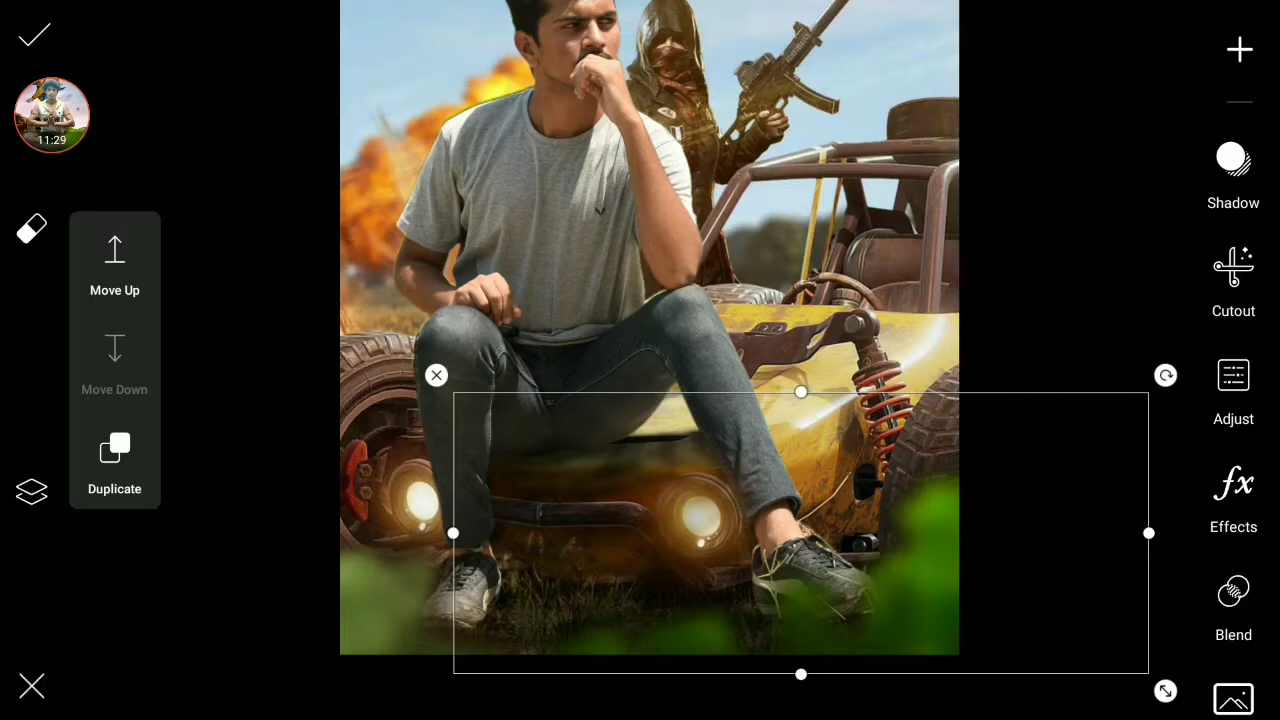 11:29
Move Up
Move Down
Duplicate
Shadow
Cutout
Adjust
fx
Effects
Blend